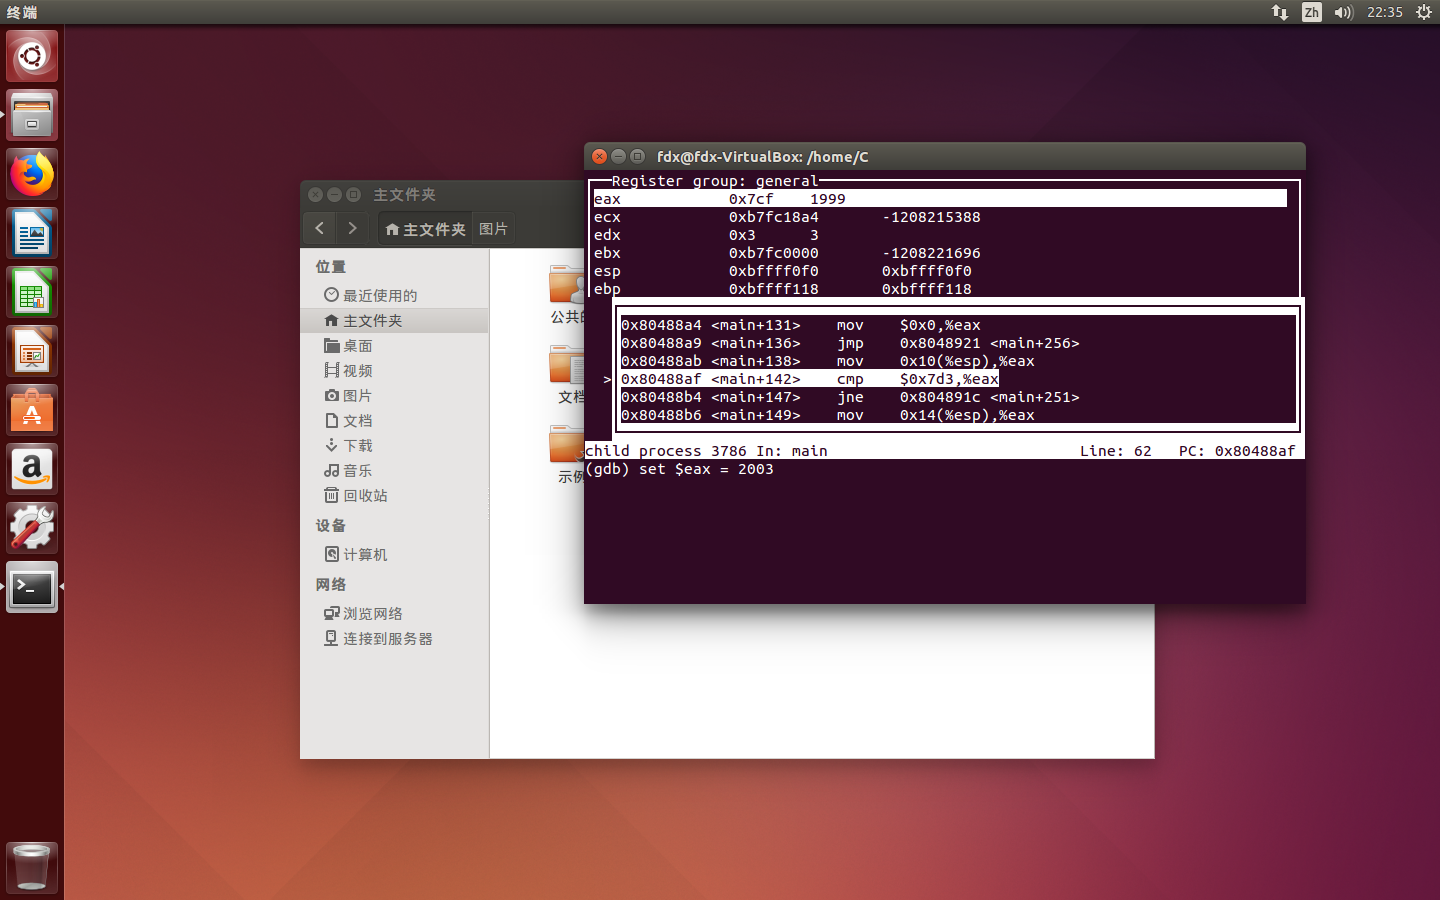 终端
Zh
22:35
主文件夹
主文件夹 图片
位置
最近使用的
主文件夹
桌面
视频
图片
文档
下载
音乐
回收站
设备
计算机
网络
浏览网络
连接到服务器
公共的
文档
示例
fdx@fdx-VirtualBox: /home/C
Register group: general
eax 0x7cf 1999
ecx 0xb7fc18a4 -1208215388
edx 0x3 3
ebx 0xb7fc0000 -1208221696
esp 0xbffff0f0 0xbffff0f0
ebp 0xbffff118 0xbffff118
0x80488a4 <main+131> mov $0x0,%eax
0x80488a9 <main+136> jmp 0x8048921 <main+256>
0x80488ab <main+138> mov 0x10(%esp),%eax
>0x80488af <main+142> cmp $0x7d3,%eax
0x80488b4 <main+147> jne 0x804891c <main+251>
0x80488b6 <main+149> mov 0x14(%esp),%eax
child process 3786 In: main Line: 62 PC: 0x80488af
(gdb) set $eax = 2003